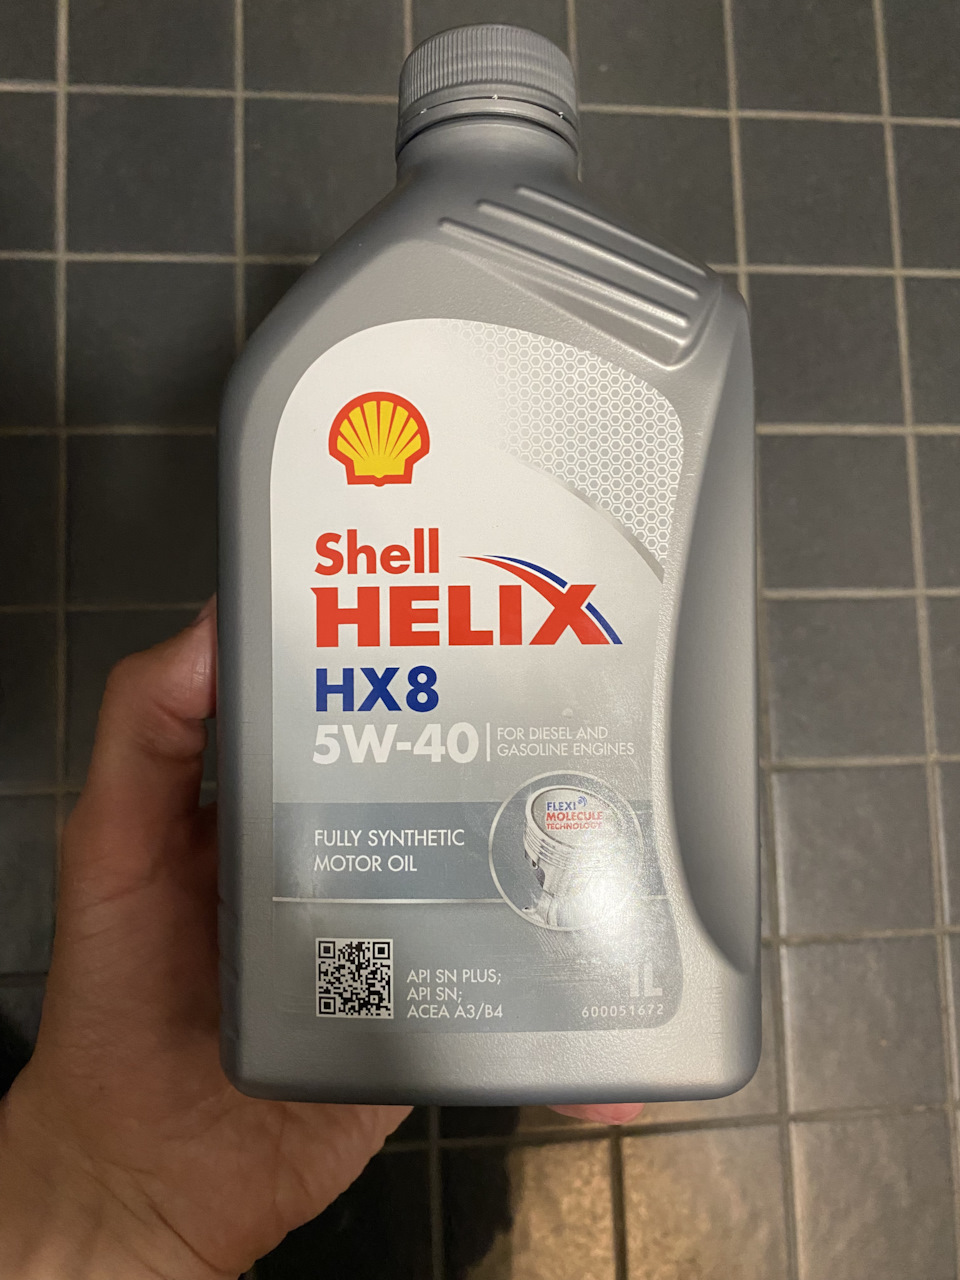 Shell
HELIX
HX8
5W-40
FOR DIESEL AND
GASOLINE ENGINES
FLEXI
MOLECULE
TECHNOLOGY
FULLY SYNTHETIC
MOTOR OIL
API SN PLUS;
API SN;
ACEA A3/B4
1L
600051672